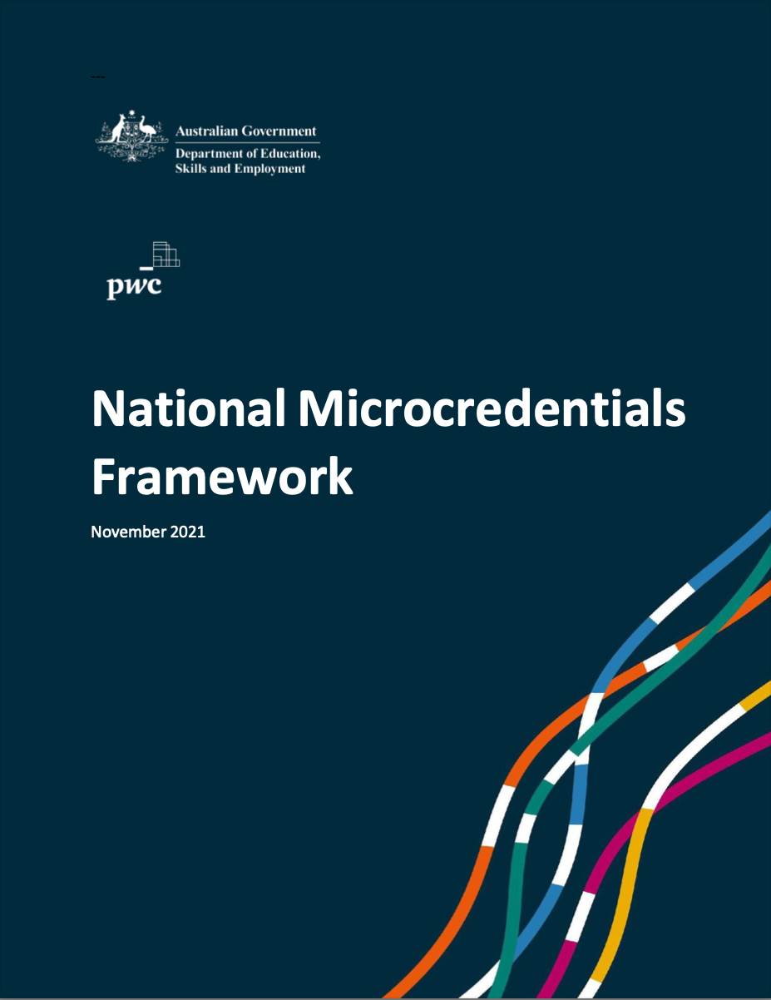 ---
Australian Government
Department of Education,
Skills and Employment
pwc
National Microcredentials
Framework
November 2021